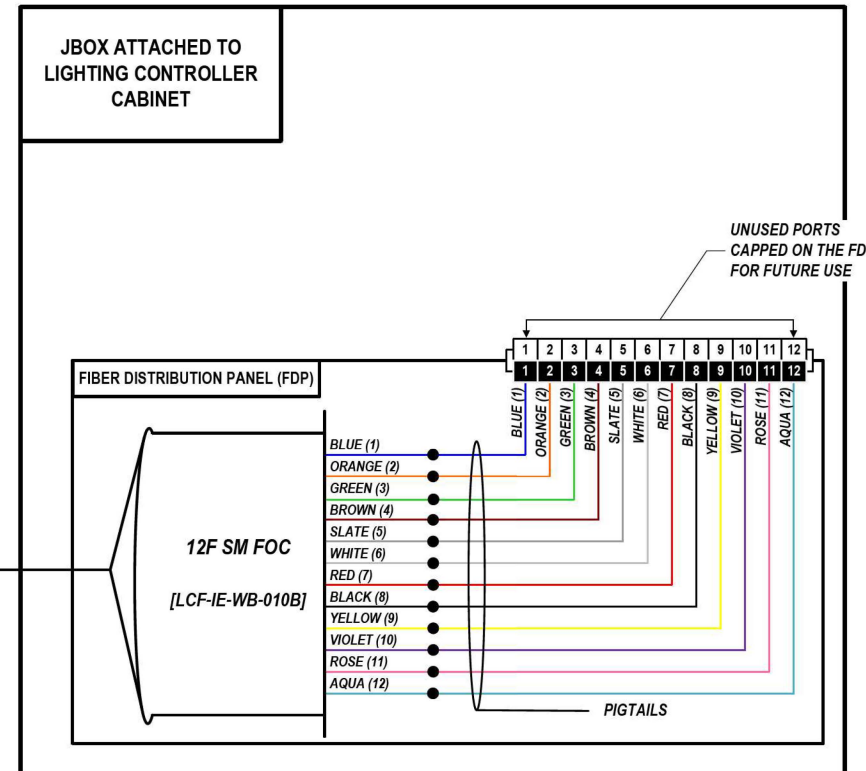 JBOX ATTACHED TO
LIGHTING CONTROLLER
CABINET
UNUSED PORTS
CAPPED ON THE FD
FOR FUTURE USE
1 2 3 4 5 6 7 8 9 10 11 12
1 2 3 4 5 6 7 8 9 10 11 12
FIBER DISTRIBUTION PANEL (FDP)
BLUE (1)
ORANGE (2)
GREEN (3)
BROWN (4)
SLATE (5)
WHITE (6)
RED (7)
BLACK (8)
YELLOW (9)
VIOLET (10)
ROSE (11)
AQUA (12)
12F SM FOC
[LCF-IE-WB-010B]
BLUE (1)
ORANGE (2)
GREEN (3)
BROWN (4)
SLATE (5)
WHITE (6)
RED (7)
BLACK (8)
YELLOW (9)
VIOLET (10)
ROSE (11)
AQUA (12)
PIGTAILS